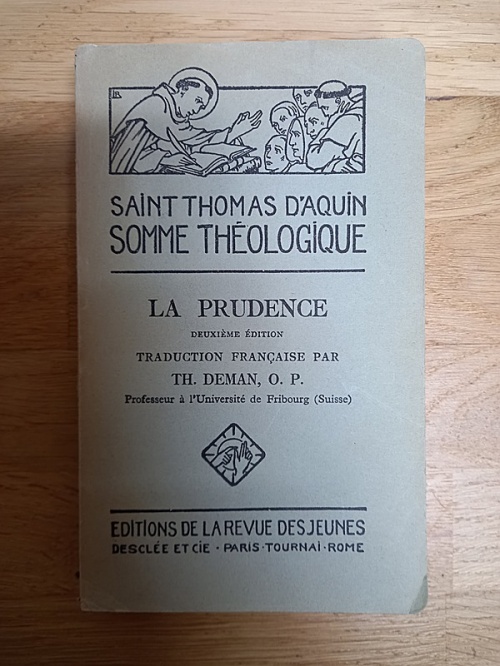 SAINT THOMAS D'AQUIN
SOMME THÉOLOGIQUE
LA PRUDENCE
DEUXIÈME ÉDITION
TRADUCTION FRANÇAISE PAR
TH. DEMAN, O. P.
Professeur à l'Université de Fribourg (Suisse)
EDITIONS DE LA REVUE DES JEUNES
DESCLÉE ET CIE · PARIS · TOURNAI · ROME